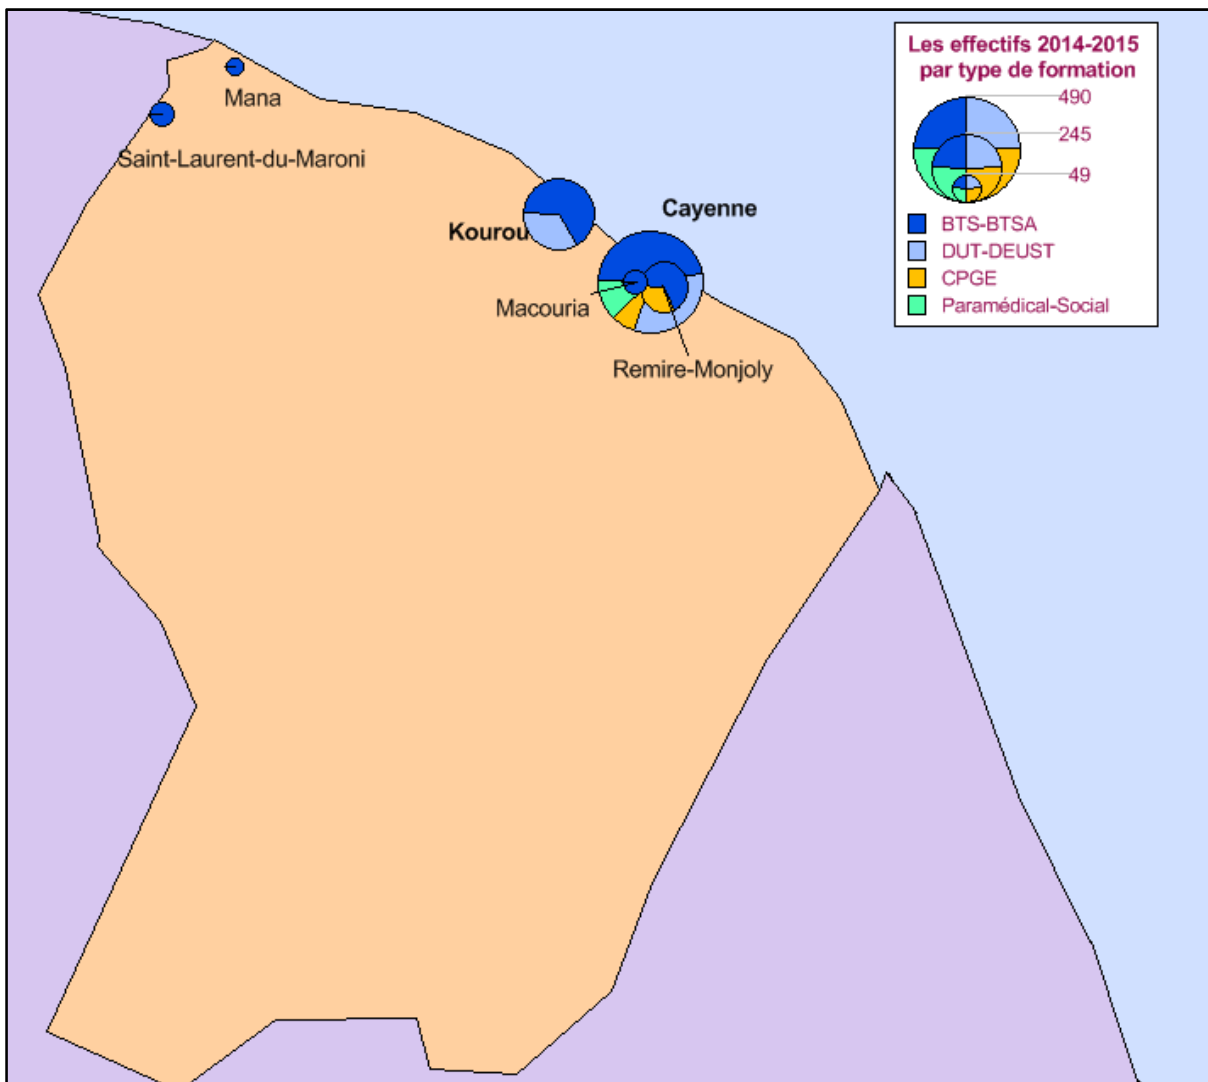 Les effectifs 2014-2015
par type de formation
490
245
49
BTS-BTSA
DUT-DEUST
CPGE
Paramédical-Social
Mana
Saint-Laurent-du-Maroni
Cayenne
Kourou
Macouria
Remire-Monjoly